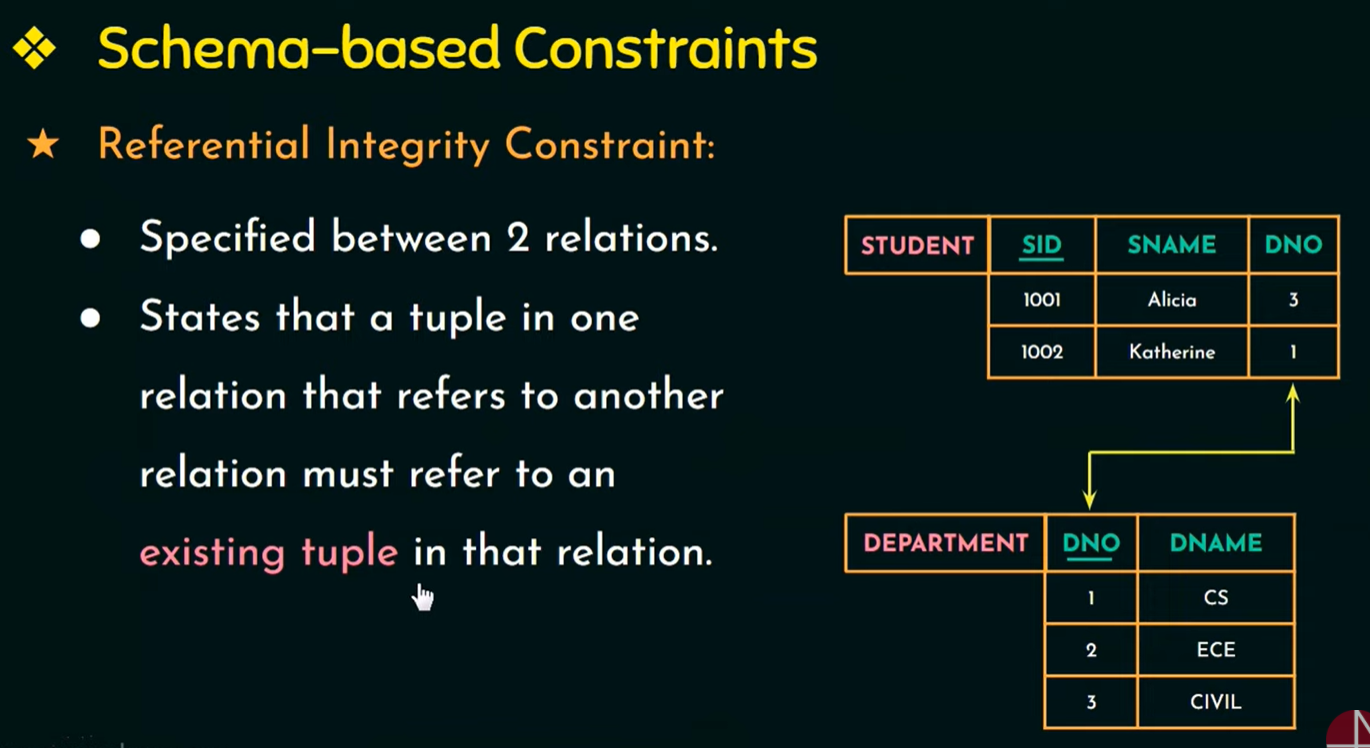 Schema-based Constraints
Referential Integrity Constraint:
Specified between 2 relations.
States that a tuple in one
relation that refers to another
relation must refer to an
existing tuple in that relation.
STUDENT SID SNAME DNO
1001 Alicia 3
1002 Katherine 1
DEPARTMENT DNO DNAME
1 CS
2 ECE
3 CIVIL